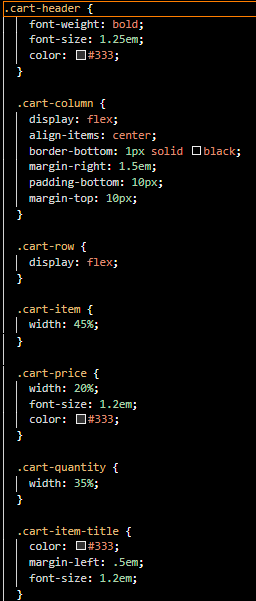 .cart-header {
font-weight: bold;
font-size: 1.25em;
color: #333;
}
.cart-column {
display: flex;
align-items: center;
border-bottom: 1px solid black;
margin-right: 1.5em;
padding-bottom: 10px;
margin-top: 10px;
}
.cart-row {
display: flex;
}
.cart-item {
width: 45%;
}
.cart-price {
width: 20%;
font-size: 1.2em;
color: #333;
}
.cart-quantity {
width: 35%;
}
.cart-item-title {
color: #333;
margin-left: .5em;
font-size: 1.2em;
}